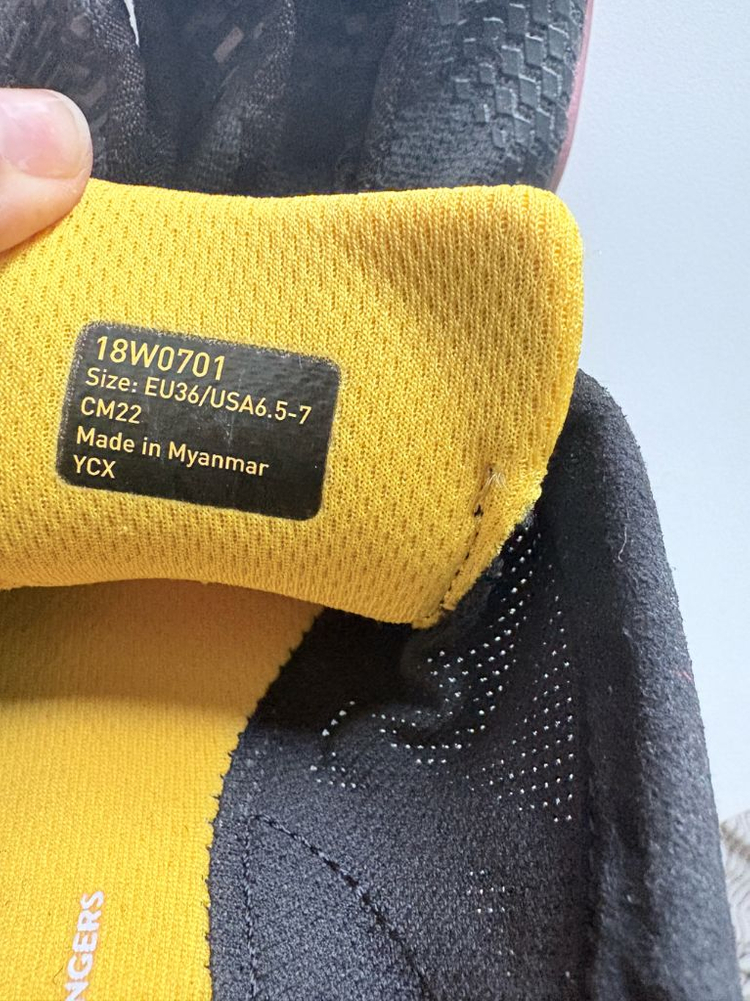 18W0701
Size: EU36/USA6.5-7
CM22
Made in Myanmar
YCX
NGERS